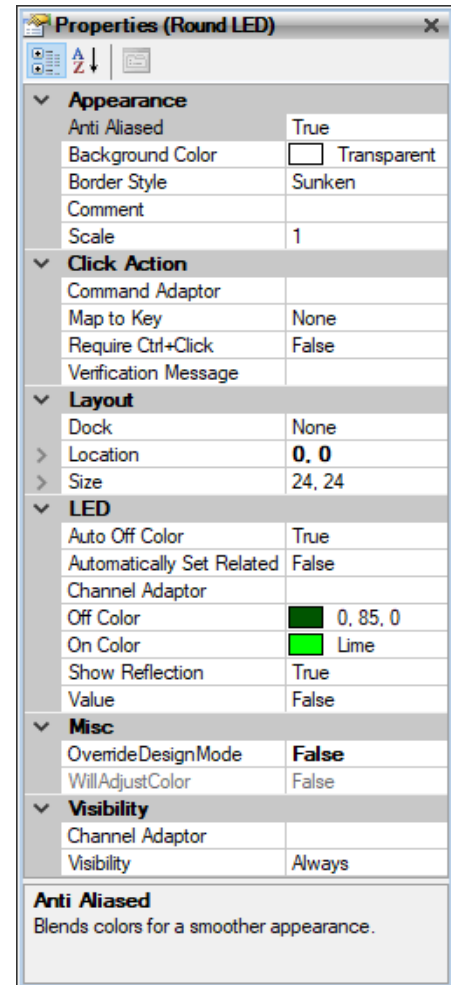 Properties (Round LED)
Appearance
Anti Aliased True
Background Color Transparent
Border Style Sunken
Comment
Scale 1
Click Action
Command Adaptor
Map to Key None
Require Ctrl+Click False
Verification Message
Layout
Dock None
Location 0, 0
Size 24, 24
LED
Auto Off Color True
Automatically Set Related False
Channel Adaptor
Off Color 0, 85, 0
On Color Lime
Show Reflection True
Value False
Misc
OverrideDesignMode False
WillAdjustColor False
Visibility
Channel Adaptor
Visibility Always
Anti Aliased
Blends colors for a smoother appearance.